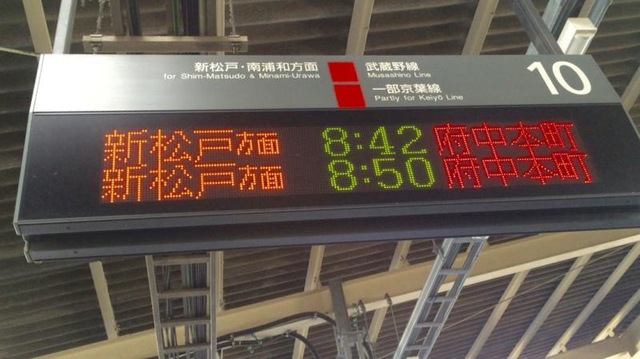 新松戸・南浦和方面
for Shim-Matsudo & Minami-Urawa
武蔵野線
Musashino Line
一部京葉線
Partly for Keiyō Line
10
新松戸方面 8:42 府中本町
新松戸方面 8:50 府中本町